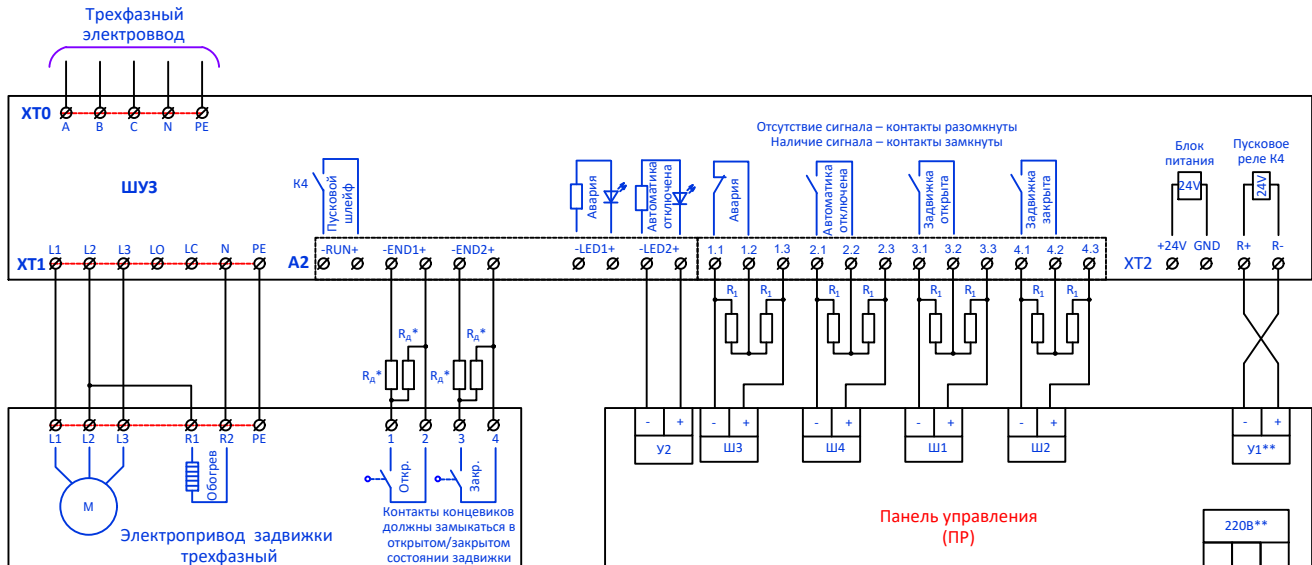 Трехфазный
электроввод
XT0
A
B
C
N
PE
ШУЗ
К4
Пусковой
шлейф
Авария
Автоматика
отключена
Отсутствие сигнала – контакты разомкнуты
Наличие сигнала – контакты замкнуты
Авария
Автоматика
отключена
Задвижка
открыта
Задвижка
закрыта
Блок
питания
24V
Пусковое
реле К4
24V
XT1
L1
L2
L3
LO
LC
N
PE
A2
-RUN+
-END1+
-END2+
-LED1+
-LED2+
1.1
1.2
1.3
2.1
2.2
2.3
3.1
3.2
3.3
4.1
4.2
4.3
XT2
+24V
GND
R+
R-
Rд*
Rд*
Rд*
Rд*
R1
R1
R1
R1
R1
R1
R1
R1
L1
L2
L3
R1
R2
PE
1
2
3
4
M
Обогрев
Откр.
Закр.
Контакты концевиков
должны замыкаться в
открытом/закрытом
состоянии задвижки
Электропривод задвижки
трехфазный
- +
У2
- +
Ш3
- +
Ш4
- +
Ш1
- +
Ш2
- +
У1**
Панель управления
(ПР)
220В**